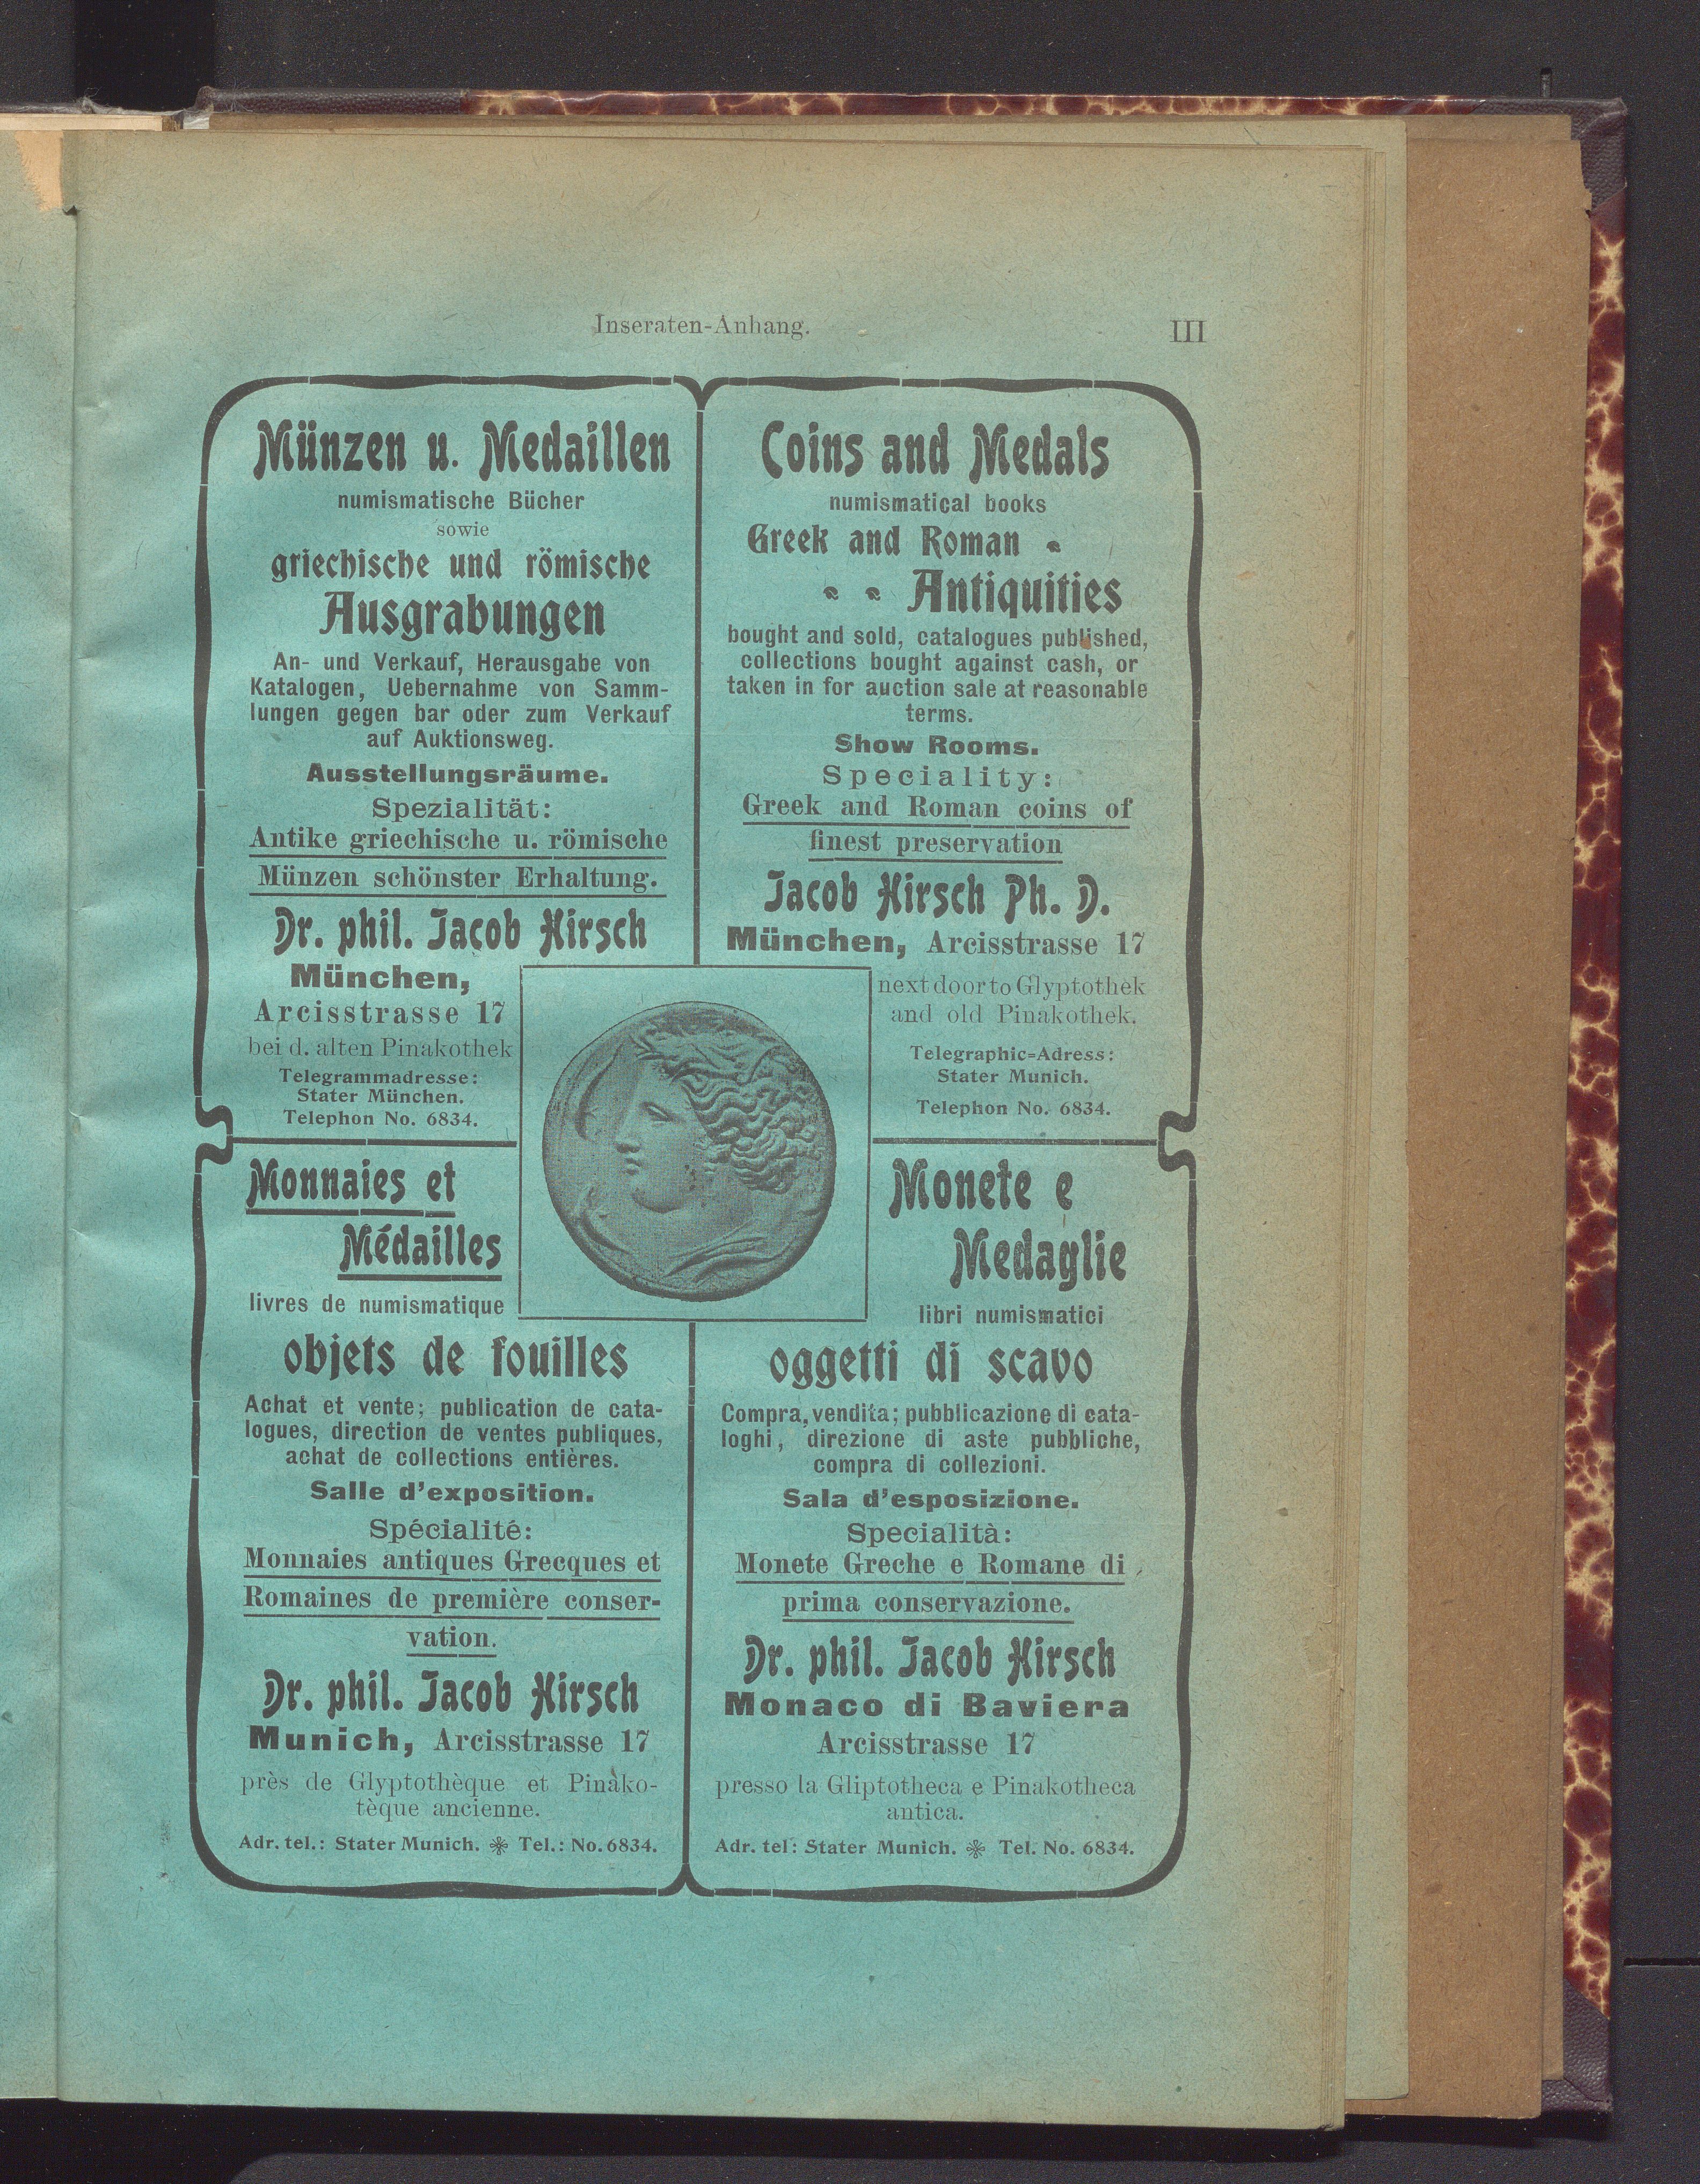 Inseraten-Anhang.
III
Münzen u. Medaillen
numismatische Bücher
sowie
griechische und römische
Ausgrabungen
An- und Verkauf, Herausgabe von
Katalogen, Uebernahme von Samm-
lungen gegen bar oder zum Verkauf
auf Auktionsweg.
Ausstellungsräume.
Spezialität:
Antike griechische u. römische
Münzen schönster Erhaltung.
Dr. phil. Jacob Hirsch
München,
Arcisstrasse 17
bei d. alten Pinakothek
Telegrammadresse:
Stater München.
Telephon No. 6834.
Coins and Medals
numismatical books
Greek and Roman
Antiquities
bought and sold, catalogues published,
collections bought against cash, or
taken in for auction sale at reasonable
terms.
Show Rooms.
Speciality:
Greek and Roman coins of
finest preservation
Jacob Hirsch Ph. D.
München, Arcisstrasse 17
next door to Glyptothek
and old Pinakothek.
Telegraphic-Adress:
Stater Munich.
Telephon No. 6834.
Monnaies et
Médailles
livres de numismatique
objets de fouilles
Achat et vente; publication de cata-
logues, direction de ventes publiques,
achat de collections entières.
Salle d'exposition.
Spécialité:
Monnaies antiques Grecques et
Romaines de première conser-
vation.
Dr. phil. Jacob Hirsch
Munich, Arcisstrasse 17
près de Glyptothèque et Pinako-
tèque ancienne.
Adr. tel.: Stater Munich. ❋ Tel.: No. 6834.
Monete e
Medaglie
libri numismatici
oggetti di scavo
Compra, vendita; pubblicazione di cata-
loghi, direzione di aste pubbliche,
compra di collezioni.
Sala d'esposizione.
Specialità:
Monete Greche e Romane di
prima conservazione.
Dr. phil. Jacob Hirsch
Monaco di Baviera
Arcisstrasse 17
presso la Gliptotheca e Pinakotheca
antica.
Adr. tel: Stater Munich. ❋ Tel. No. 6834.